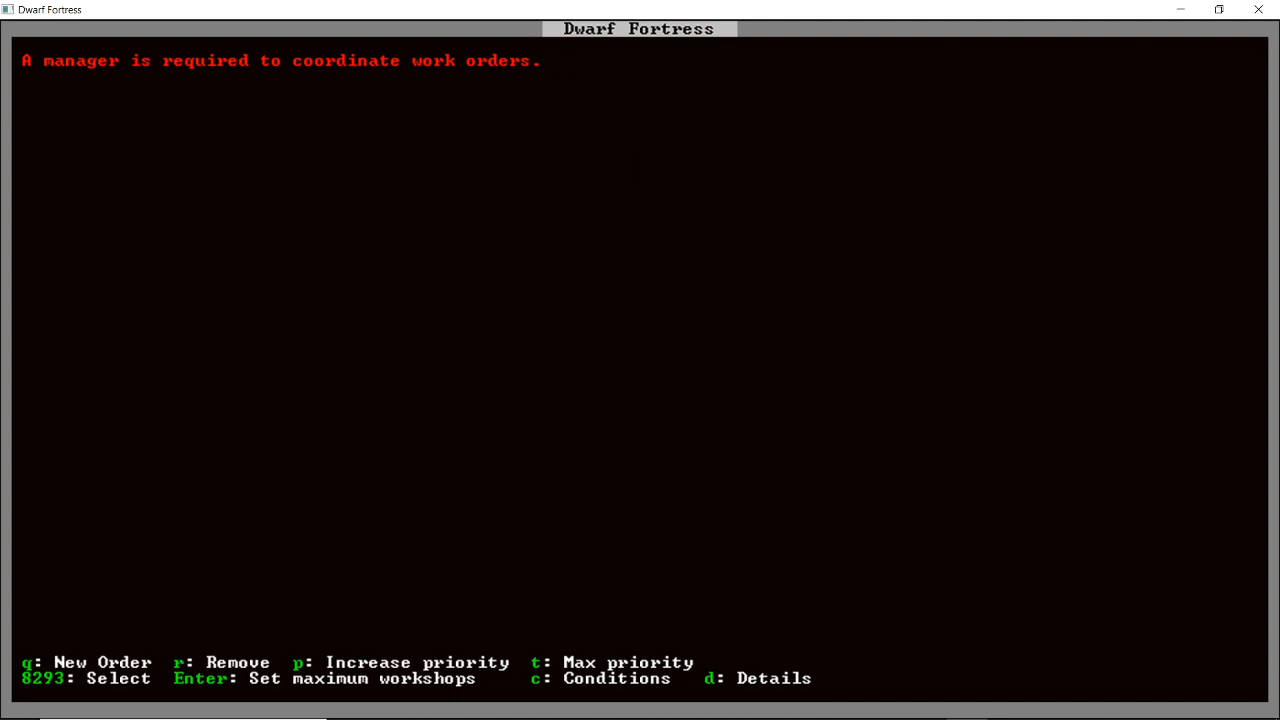 Dwarf Fortress
Dwarf Fortress
A manager is required to coordinate work orders.
q: New Order r: Remove p: Increase priority t: Max priority
8293: Select Enter: Set maximum workshops c: Conditions d: Details